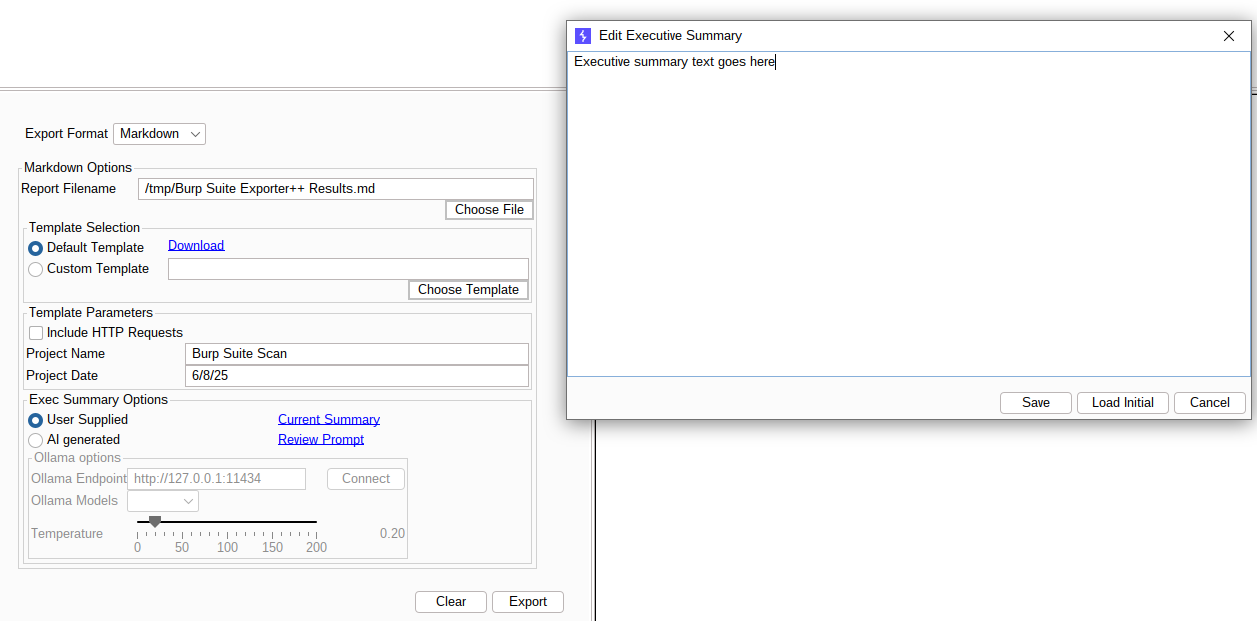 Edit Executive Summary
Executive summary text goes here
Save Load Initial Cancel
Export Format Markdown
Markdown Options
Report Filename /tmp/Burp Suite Exporter++ Results.md
Choose File
Template Selection
Default Template Download
Custom Template
Choose Template
Template Parameters
Include HTTP Requests
Project Name Burp Suite Scan
Project Date 6/8/25
Exec Summary Options
User Supplied Current Summary
AI generated Review Prompt
Ollama options
Ollama Endpoint http://127.0.0.1:11434 Connect
Ollama Models
Temperature 0.20
0 50 100 150 200
Clear Export